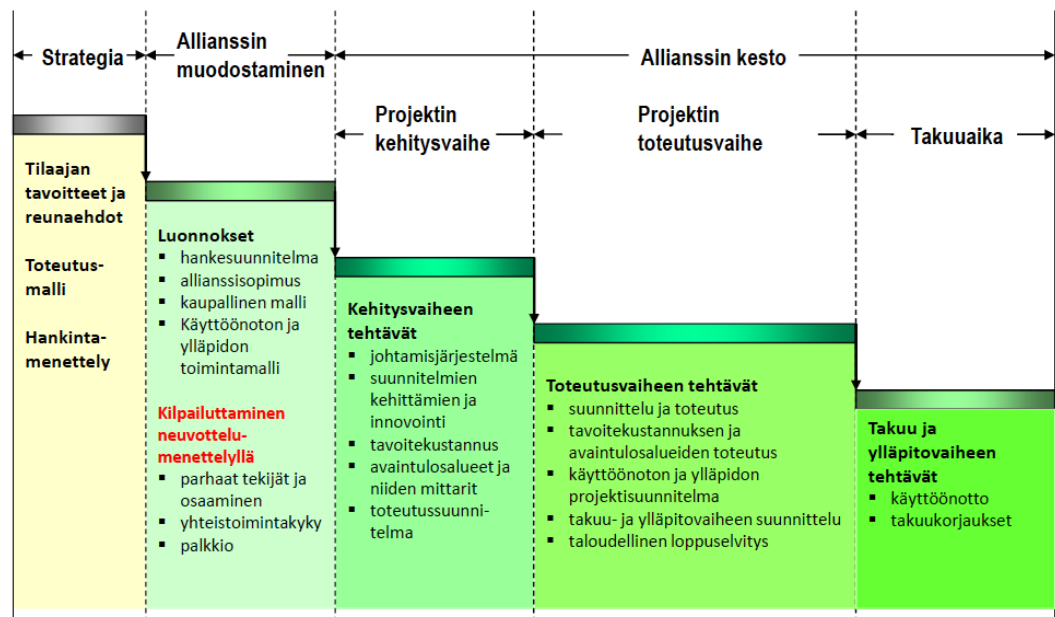 Strategia
Allianssin
muodostaminen
Allianssin kesto
Projektin
kehitysvaihe
Projektin
toteutusvaihe
Takuuaika
Tilaajan
tavoitteet ja
reunaehdot
Toteutus-
malli
Hankinta-
menettely
Luonnokset
▪ hankesuunnitelma
▪ allianssisopimus
▪ kaupallinen malli
▪ Käyttöönoton ja
ylläpidon
toimintamalli
Kilpailuttaminen
neuvottelu-
menettelyllä
▪ parhaat tekijät ja
osaaminen
▪ yhteistoimintakyky
▪ palkkio
Kehitysvaiheen
tehtävät
▪ johtamisjärjestelmä
▪ suunnitelmien
kehittämien ja
innovointi
▪ tavoitekustannus
▪ avaintulosalueet ja
niiden mittarit
▪ toteutussuunni-
telma
Toteutusvaiheen tehtävät
▪ suunnittelu ja toteutus
▪ tavoitekustannuksen ja
avaintulosalueiden toteutus
▪ käyttöönoton ja ylläpidon
projektisuunnitelma
▪ takuu- ja ylläpitovaiheen suunnittelu
▪ taloudellinen loppuselvitys
Takuu ja
ylläpitovaiheen
tehtävät
▪ käyttöönotto
▪ takuukorjaukset